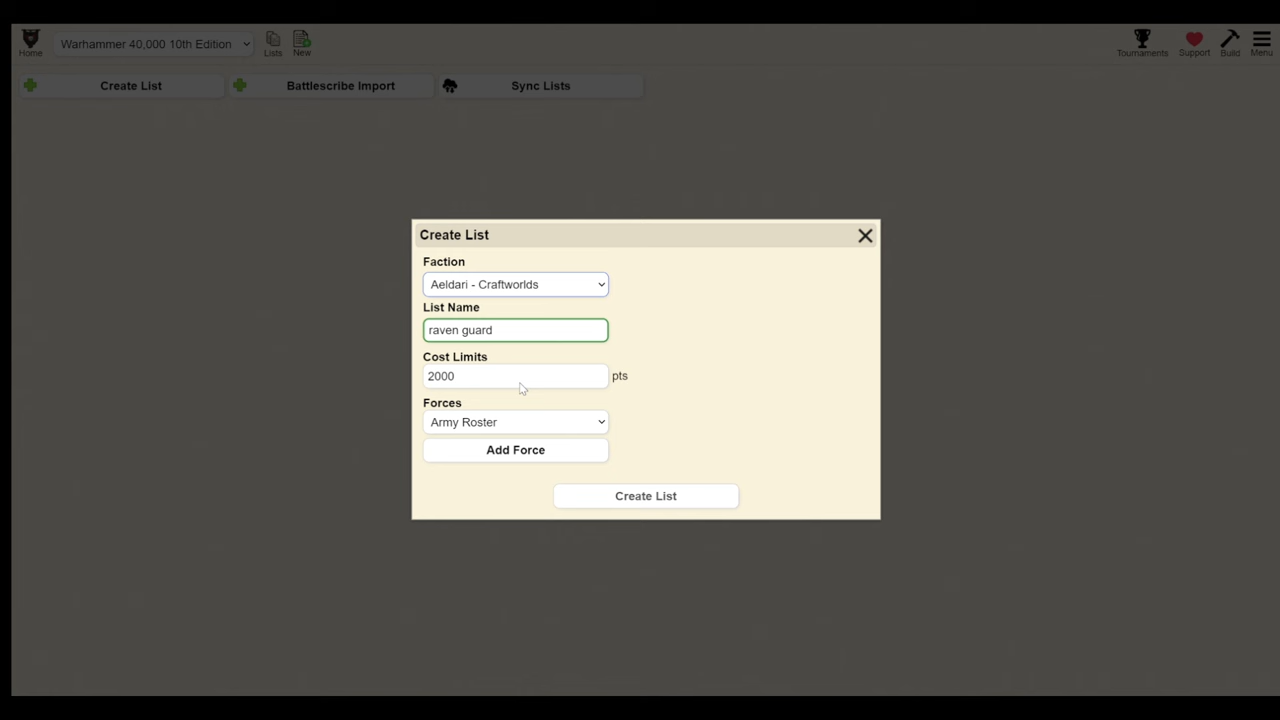 Home
Warhammer 40,000 10th Edition
Lists
New
Tournaments
Support
Build
Menu
Create List
Battlescribe Import
Sync Lists
Create List
Faction
Aeldari - Craftworlds
List Name
raven guard
Cost Limits
2000 pts
Forces
Army Roster
Add Force
Create List